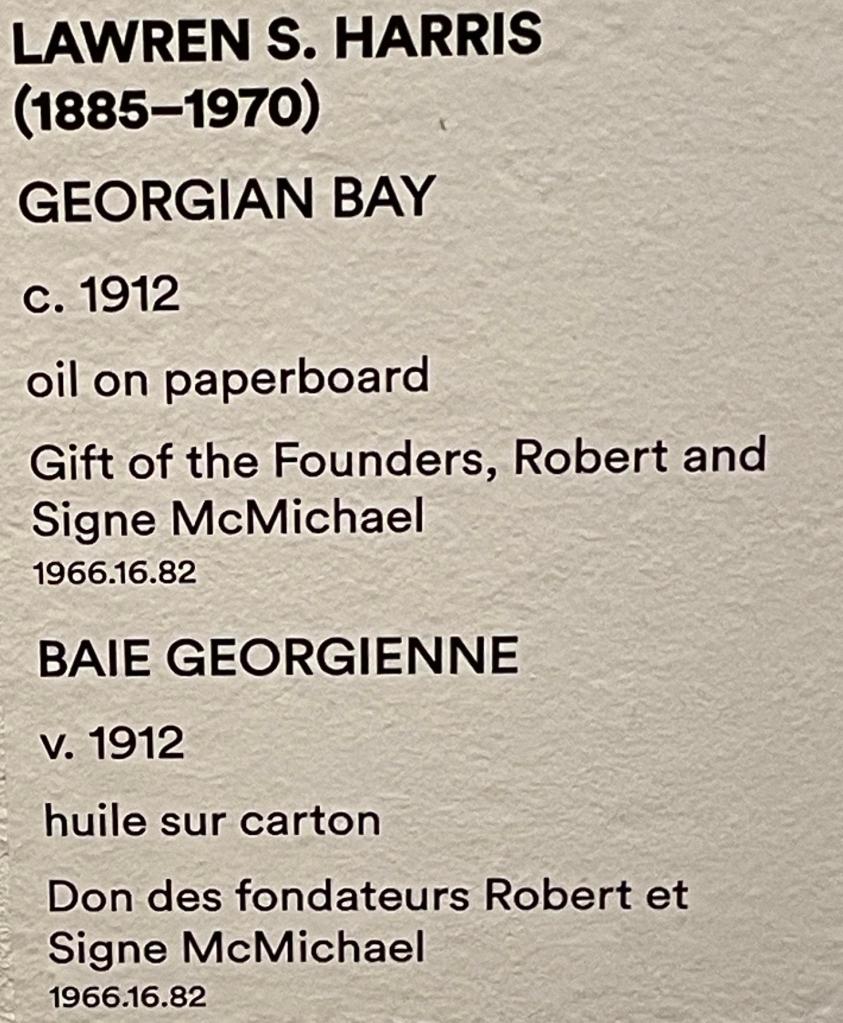 LAWREN S. HARRIS
(1885–1970)
GEORGIAN BAY
c. 1912
oil on paperboard
Gift of the Founders, Robert and
Signe McMichael
1966.16.82
BAIE GEORGIENNE
v. 1912
huile sur carton
Don des fondateurs Robert et
Signe McMichael
1966.16.82